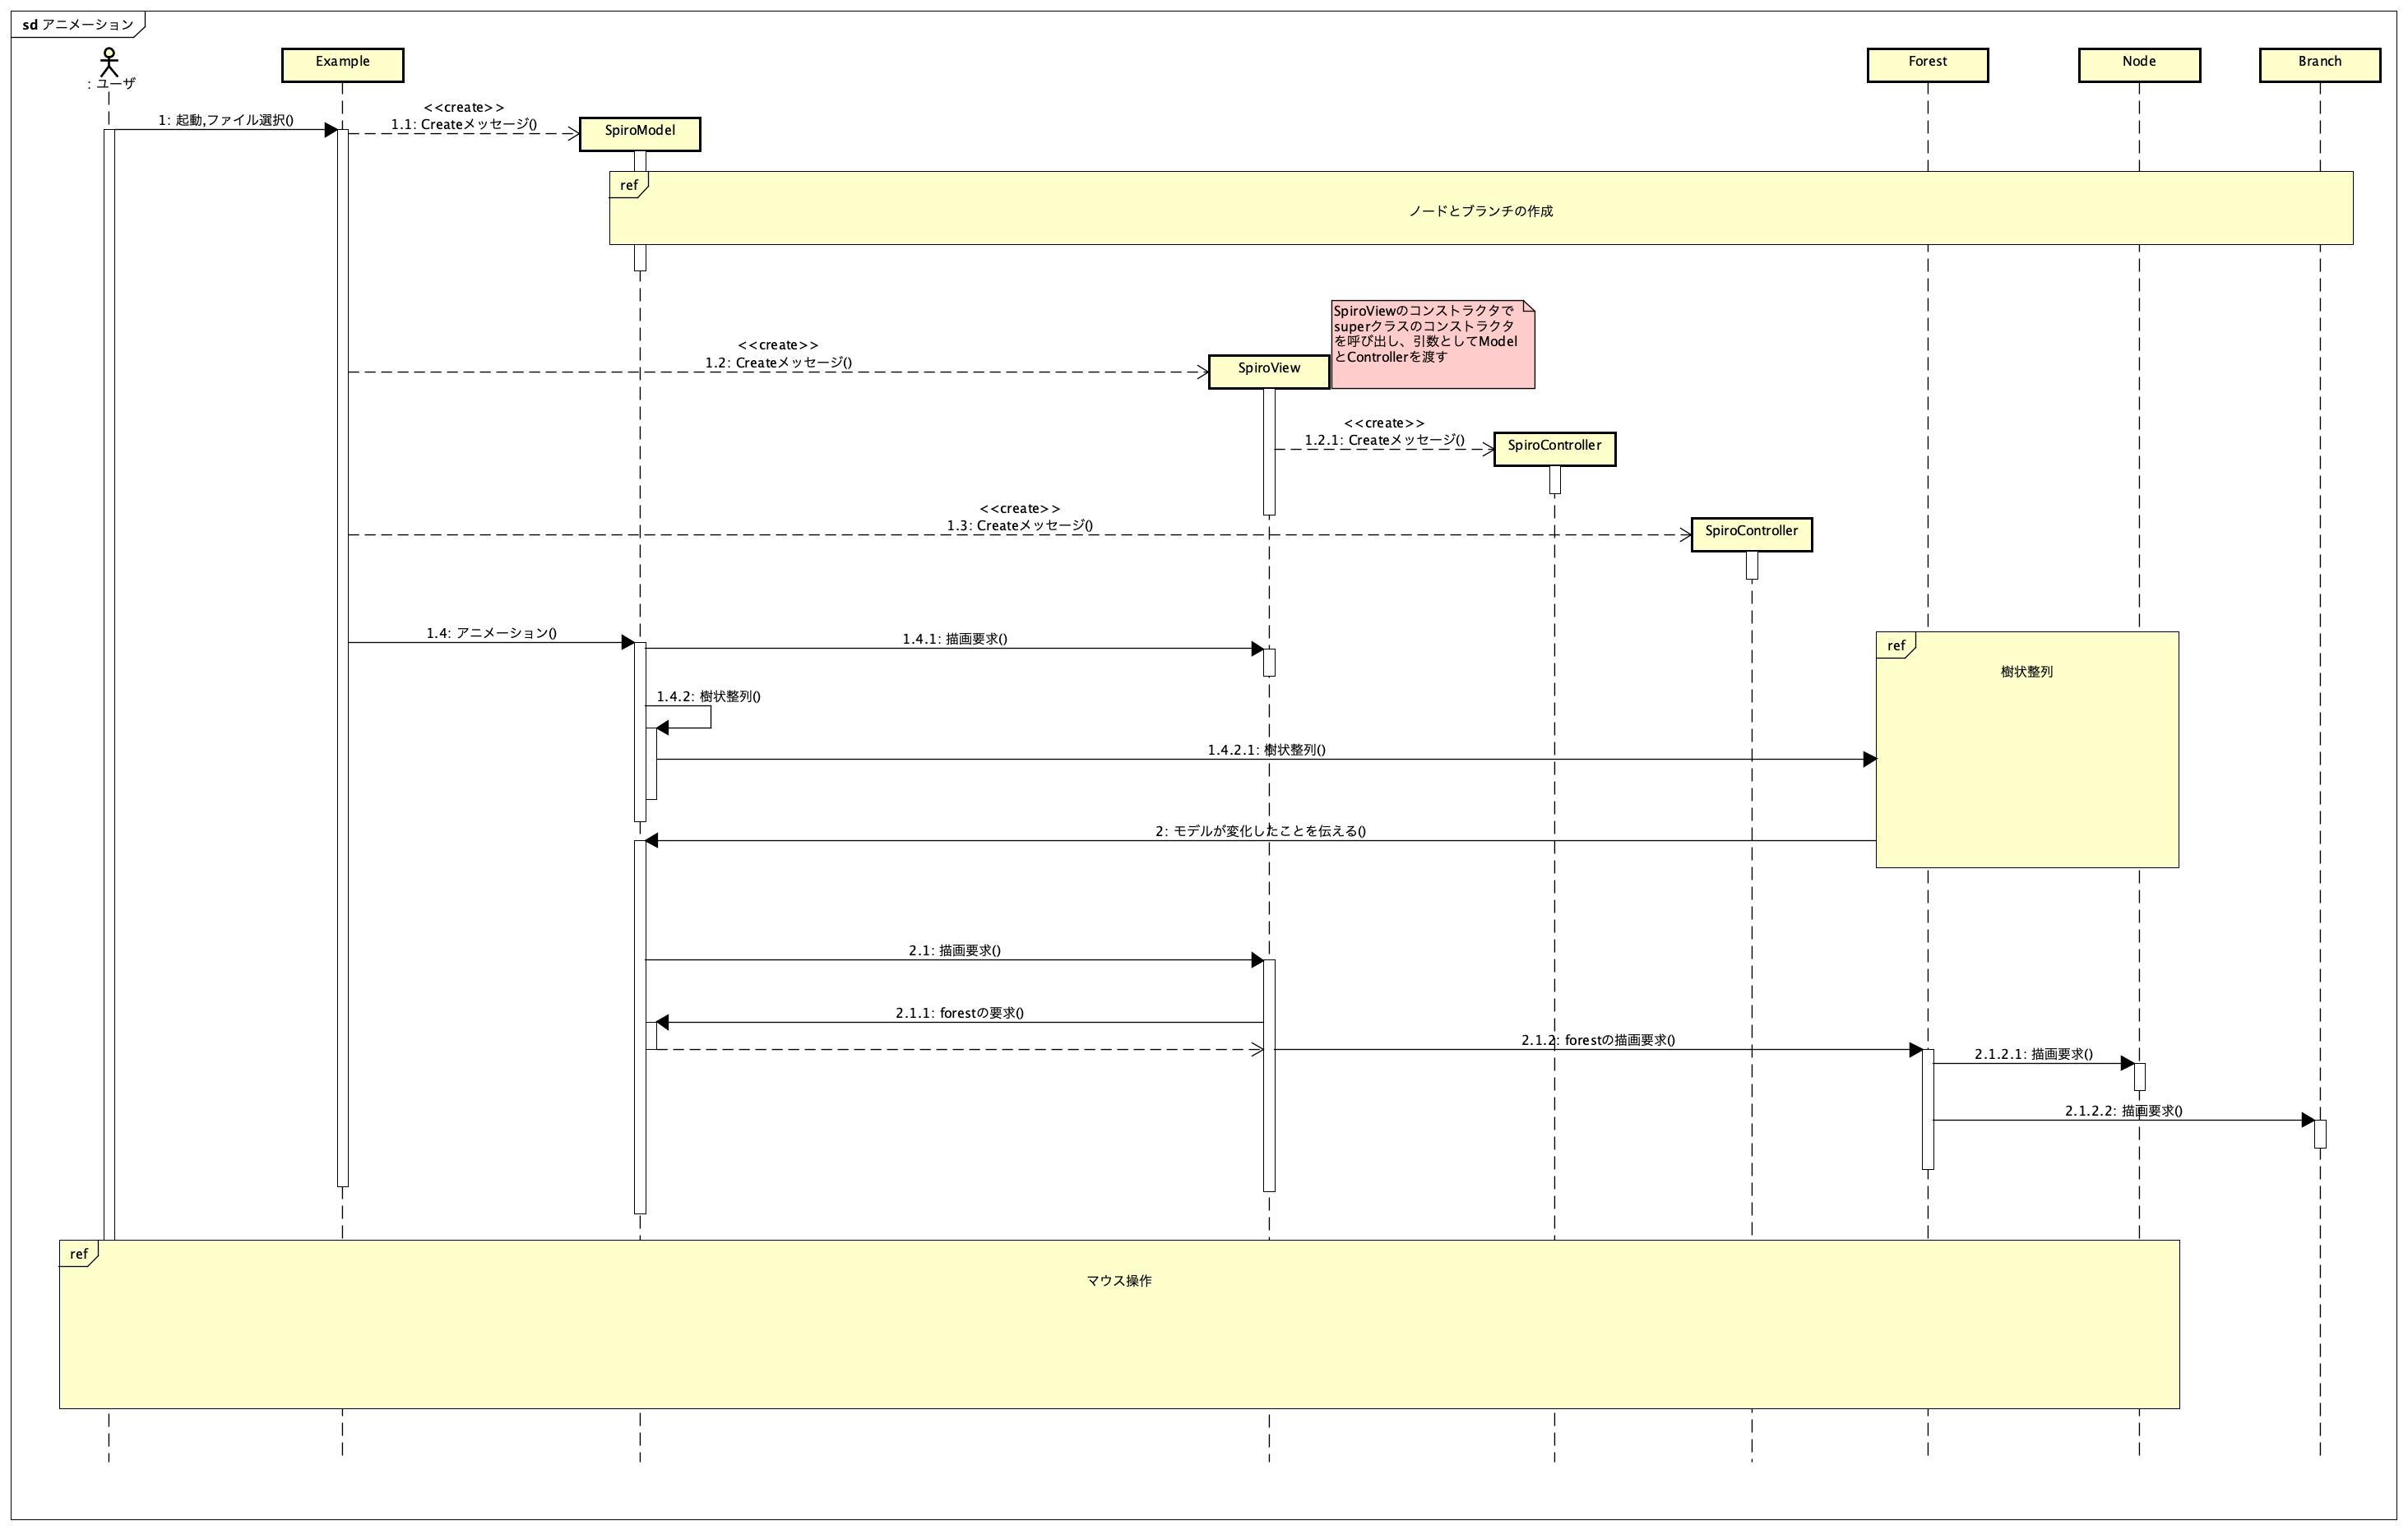 sd アニメーション
: ユーザ
Example
Forest
Node
Branch
1: 起動,ファイル選択()
<<create>>
1.1: Createメッセージ()
SpiroModel
ref
ノードとブランチの作成
SpiroViewのコンストラクタで
superクラスのコンストラクタ
を呼び出し、引数としてModel
とControllerを渡す
<<create>>
1.2: Createメッセージ()
SpiroView
<<create>>
1.2.1: Createメッセージ()
SpiroController
<<create>>
1.3: Createメッセージ()
SpiroController
1.4: アニメーション()
1.4.1: 描画要求()
ref
樹状整列
1.4.2: 樹状整列()
1.4.2.1: 樹状整列()
2: モデルが変化したことを伝える()
2.1: 描画要求()
2.1.1: forestの要求()
2.1.2: forestの描画要求()
2.1.2.1: 描画要求()
2.1.2.2: 描画要求()
ref
マウス操作